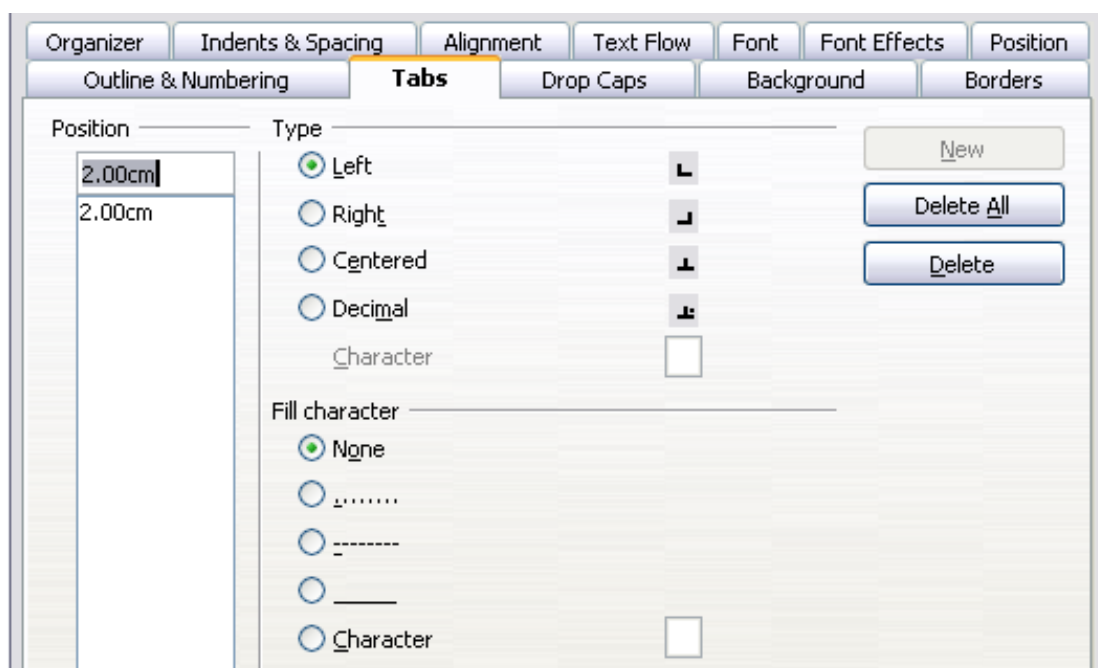 Organizer Indents & Spacing Alignment Text Flow Font Font Effects Position
Outline & Numbering Tabs Drop Caps Background Borders
Position Type
2.00cm Left New
2.00cm Right Delete All
Centered Delete
Decimal
Character
Fill character
None
.........
--------
_____
Character